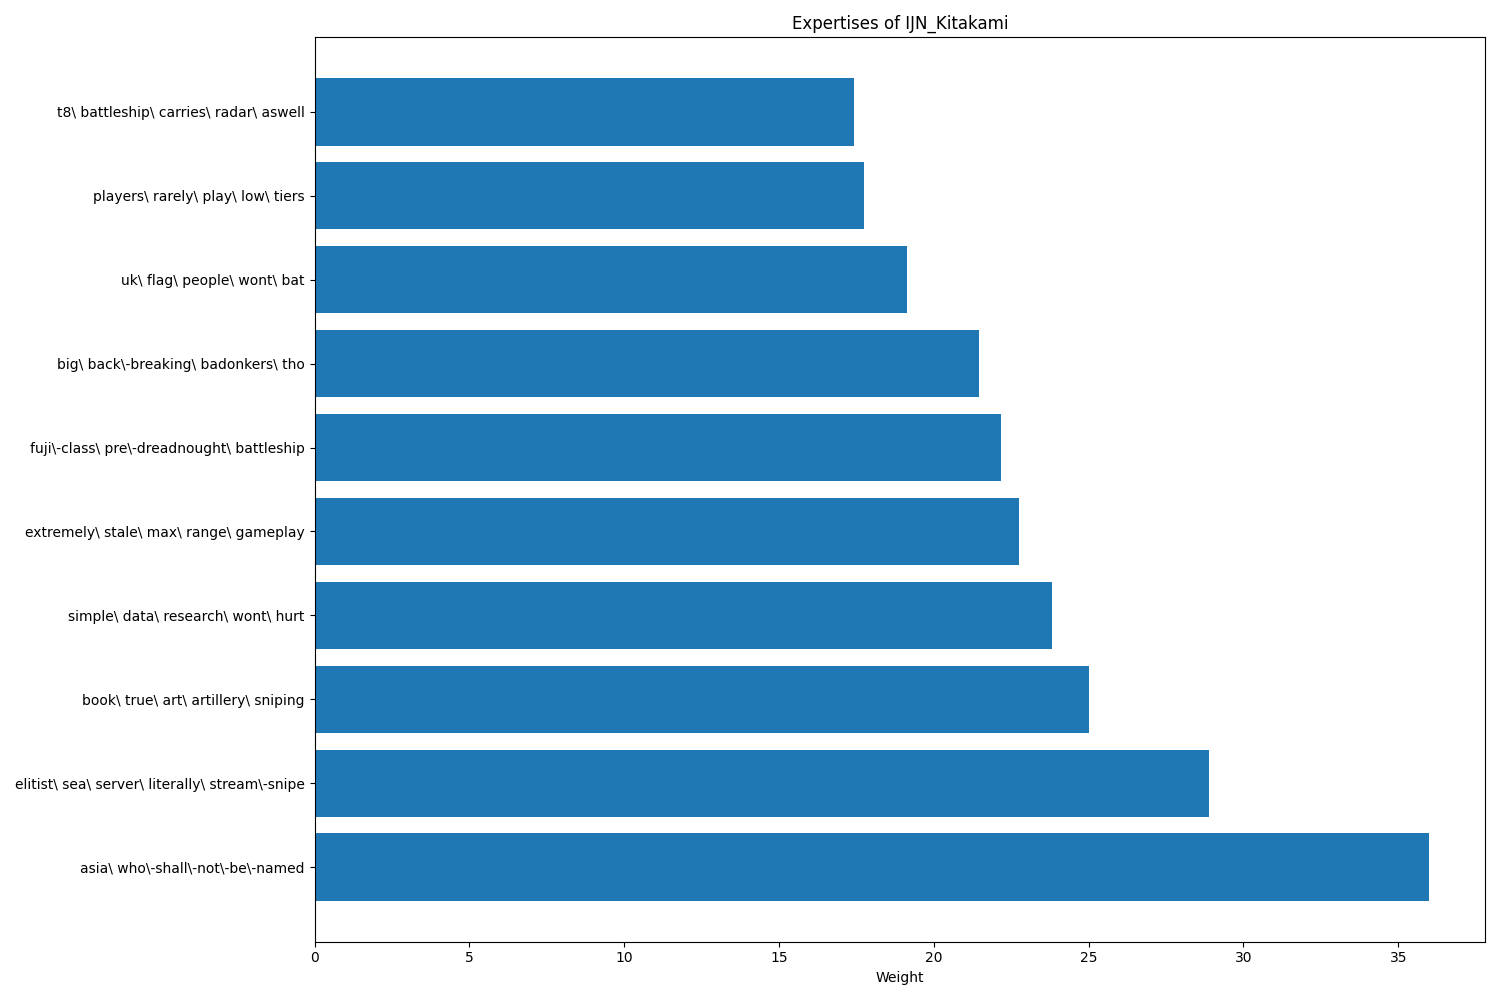 Expertises of IJN_Kitakami
t8\ battleship\ carries\ radar\ aswell
players\ rarely\ play\ low\ tiers
uk\ flag\ people\ wont\ bat
big\ back\-breaking\ badonkers\ tho
fuji\-class\ pre\-dreadnought\ battleship
extremely\ stale\ max\ range\ gameplay
simple\ data\ research\ wont\ hurt
book\ true\ art\ artillery\ sniping
elitist\ sea\ server\ literally\ stream\-snipe
asia\ who\-shall\-not\-be\-named
0 5 10 15 20 25 30 35
Weight